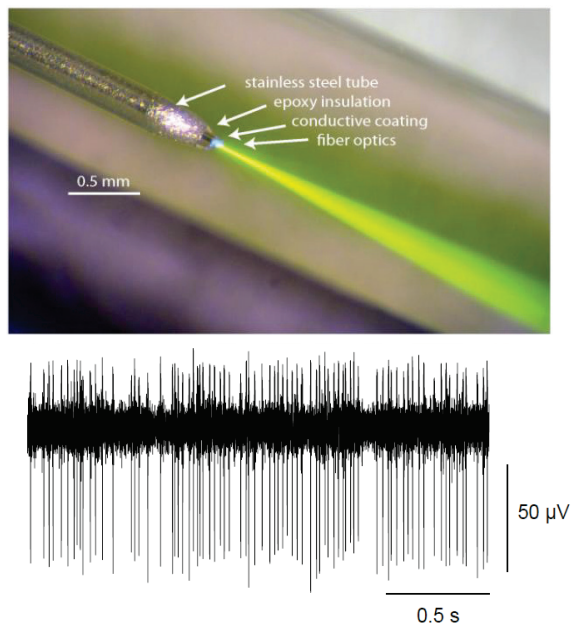 stainless steel tube
epoxy insulation
conductive coating
fiber optics
0.5 mm
50 µV
0.5 s